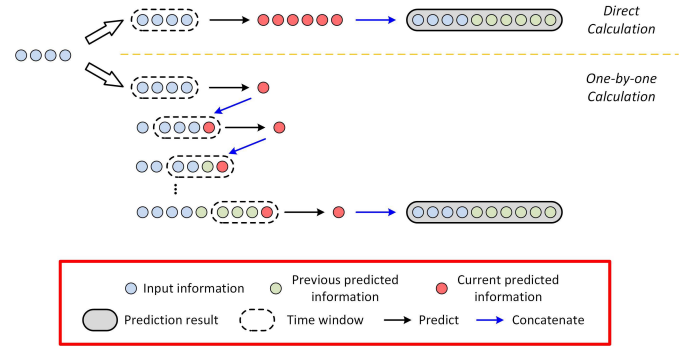 Direct
Calculation
One-by-one
Calculation
Input information
Previous predicted
information
Current predicted
information
Prediction result
Time window
Predict
Concatenate